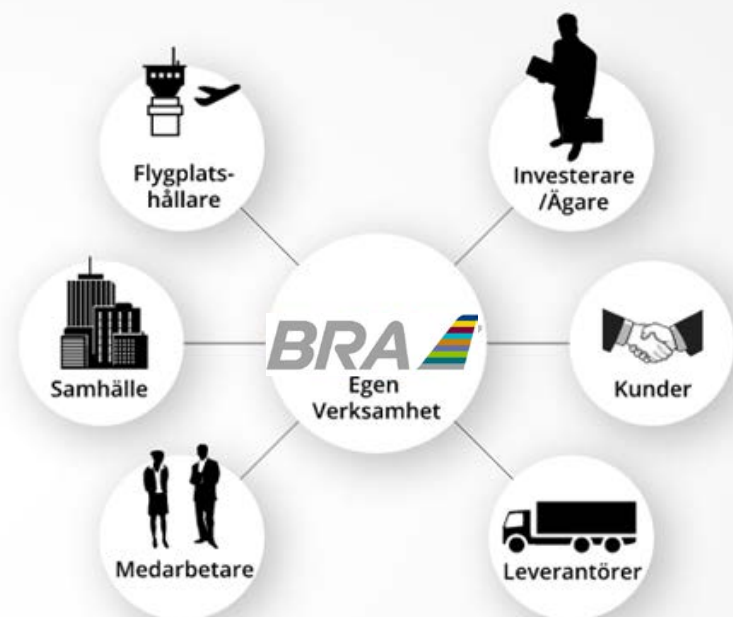 Flygplats-
hållare
Investerare
/Ägare
Samhälle
BRA
Egen
Verksamhet
Kunder
Medarbetare
Leverantörer